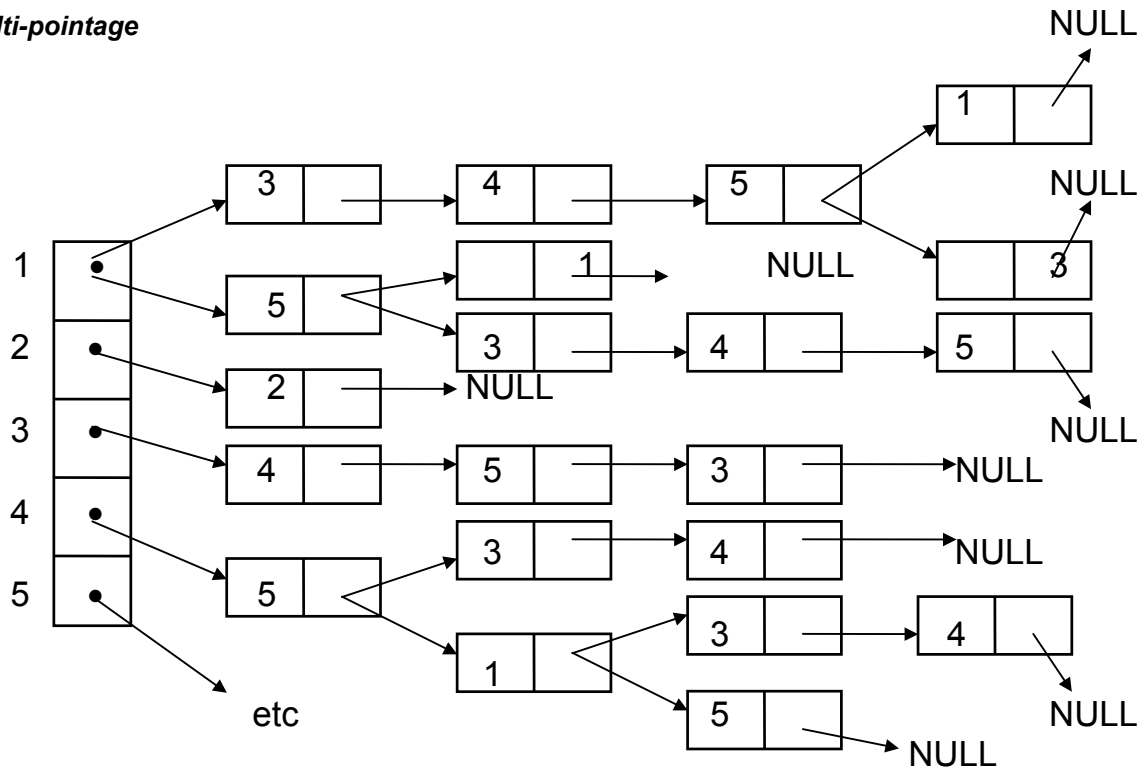 lti-pointage
NULL
1
3 4 5
NULL
1 1 NULL 3
5
2 3 4 5
2 NULL
NULL
3
4 5 3 NULL
4
3 4 NULL
5 5
3 4
1
5
etc NULL
NULL